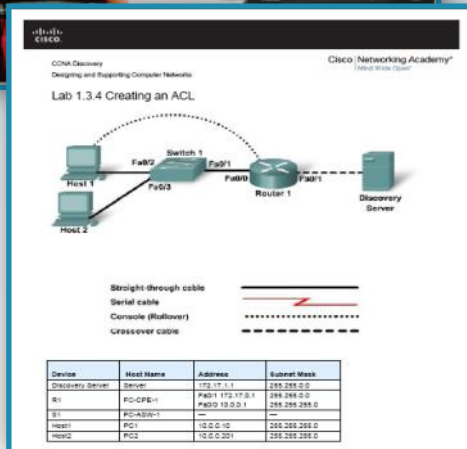 CISCO.
CCNA Discovery
Designing and Supporting Computer Networks
Cisco | Networking Academy®
Mind Wide Open®
Lab 1.3.4 Creating an ACL
Switch 1
Fa0/2
Fa0/1
Fa0/0
Fa0/1
Host 1
Fa0/3
Router 1
Discovery
Server
Host 2
Straight-through cable
Serial cable
Console (Rollover)
Crossover cable
Device Host Name Address Subnet Mask
Discovery Server Server 172.17.1.1 255.255.0.0
R1 FC-CPE-1 Fa0/1 172.17.0.1 255.255.0.0
Fa0/0 10.0.0.1 255.255.255.0
S1 FC-ASW-1 — —
Host1 PC1 10.0.0.10 255.255.255.0
Host2 PC2 10.0.0.201 255.255.255.0